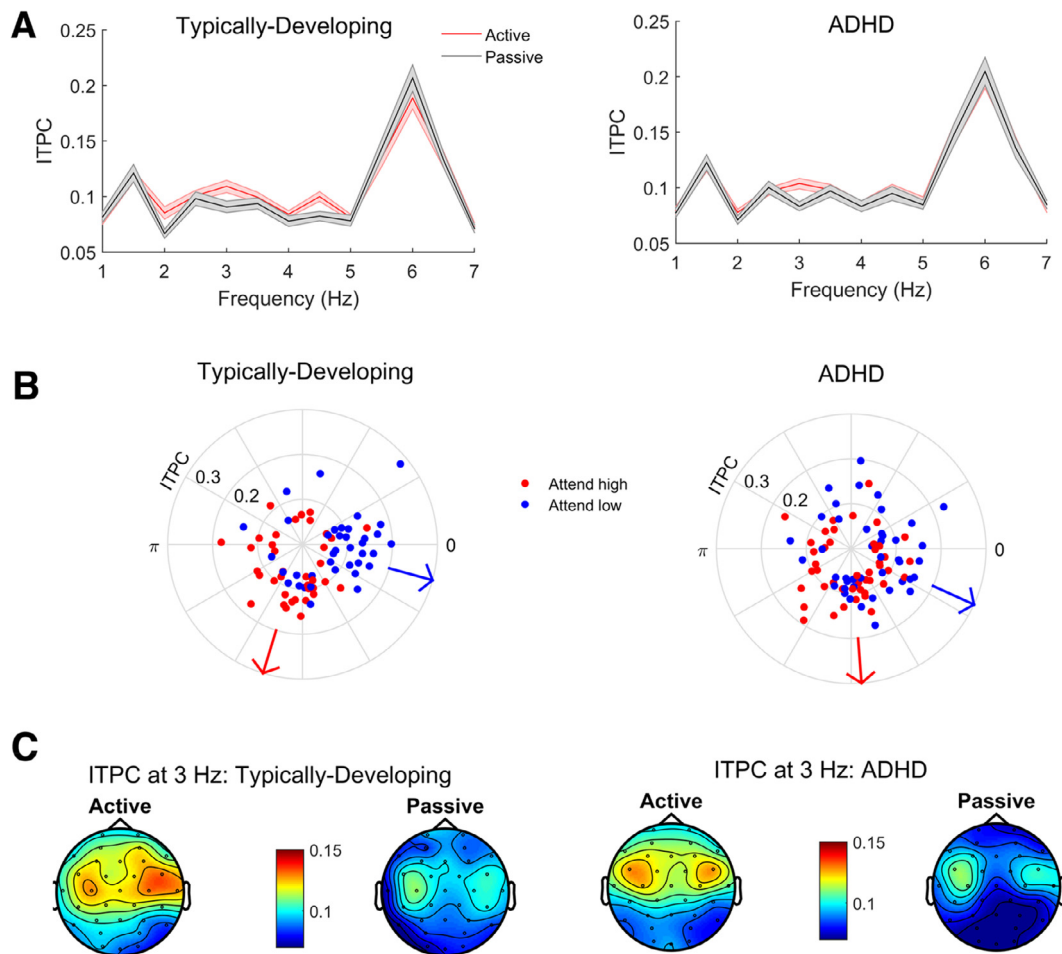 A
Typically-Developing
ADHD
Active
Passive
0.25
0.2
0.15
0.1
0.05
ITPC
1 2 3 4 5 6 7
Frequency (Hz)
0.25
0.2
0.15
0.1
0.05
ITPC
1 2 3 4 5 6 7
Frequency (Hz)
B
Typically-Developing
ADHD
ITPC
0.3
0.2
π
0
Attend high
Attend low
ITPC
0.3
0.2
π
0
C
ITPC at 3 Hz: Typically-Developing
ITPC at 3 Hz: ADHD
Active
Passive
Active
Passive
0.15
0.1
0.15
0.1